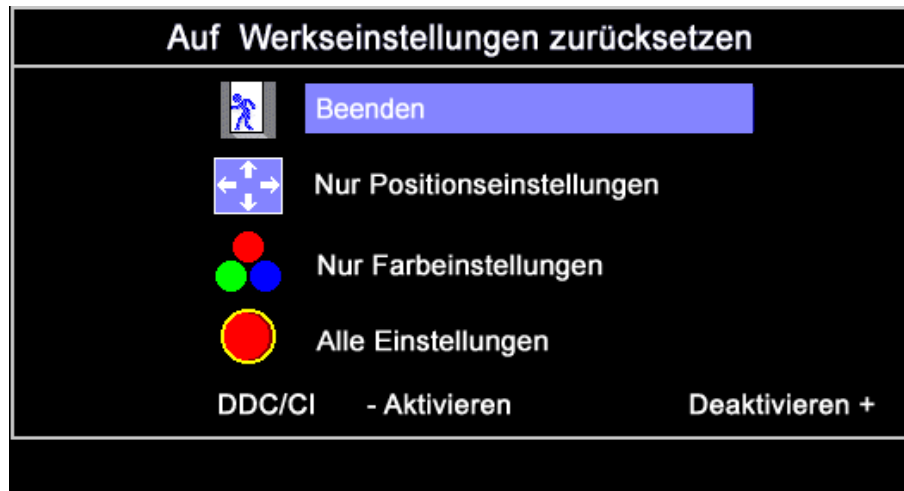 Auf Werkseinstellungen zurücksetzen
Beenden
Nur Positionseinstellungen
Nur Farbeinstellungen
Alle Einstellungen
DDC/CI - Aktivieren Deaktivieren +